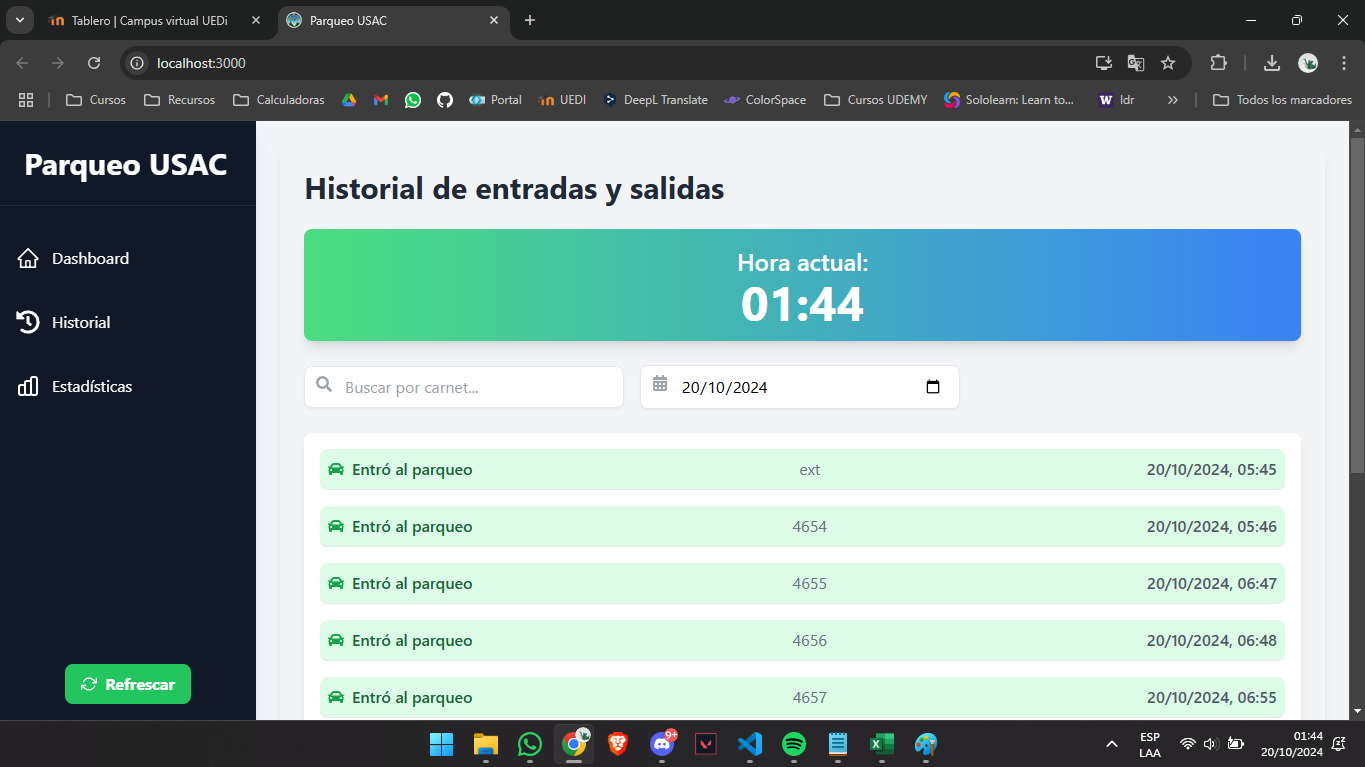 Tablero | Campus virtual UEDi
Parqueo USAC
localhost:3000
Cursos
Recursos
Calculadoras
Portal
UEDI
DeepL Translate
ColorSpace
Cursos UDEMY
Sololearn: Learn to...
W ldr
Todos los marcadores
Parqueo USAC
Dashboard
Historial
Estadísticas
Refrescar
Historial de entradas y salidas
Hora actual:
01:44
Buscar por carnet...
20/10/2024
Entró al parqueo ext 20/10/2024, 05:45
Entró al parqueo 4654 20/10/2024, 05:46
Entró al parqueo 4655 20/10/2024, 06:47
Entró al parqueo 4656 20/10/2024, 06:48
Entró al parqueo 4657 20/10/2024, 06:55
9+
ESP
LAA
01:44
20/10/2024